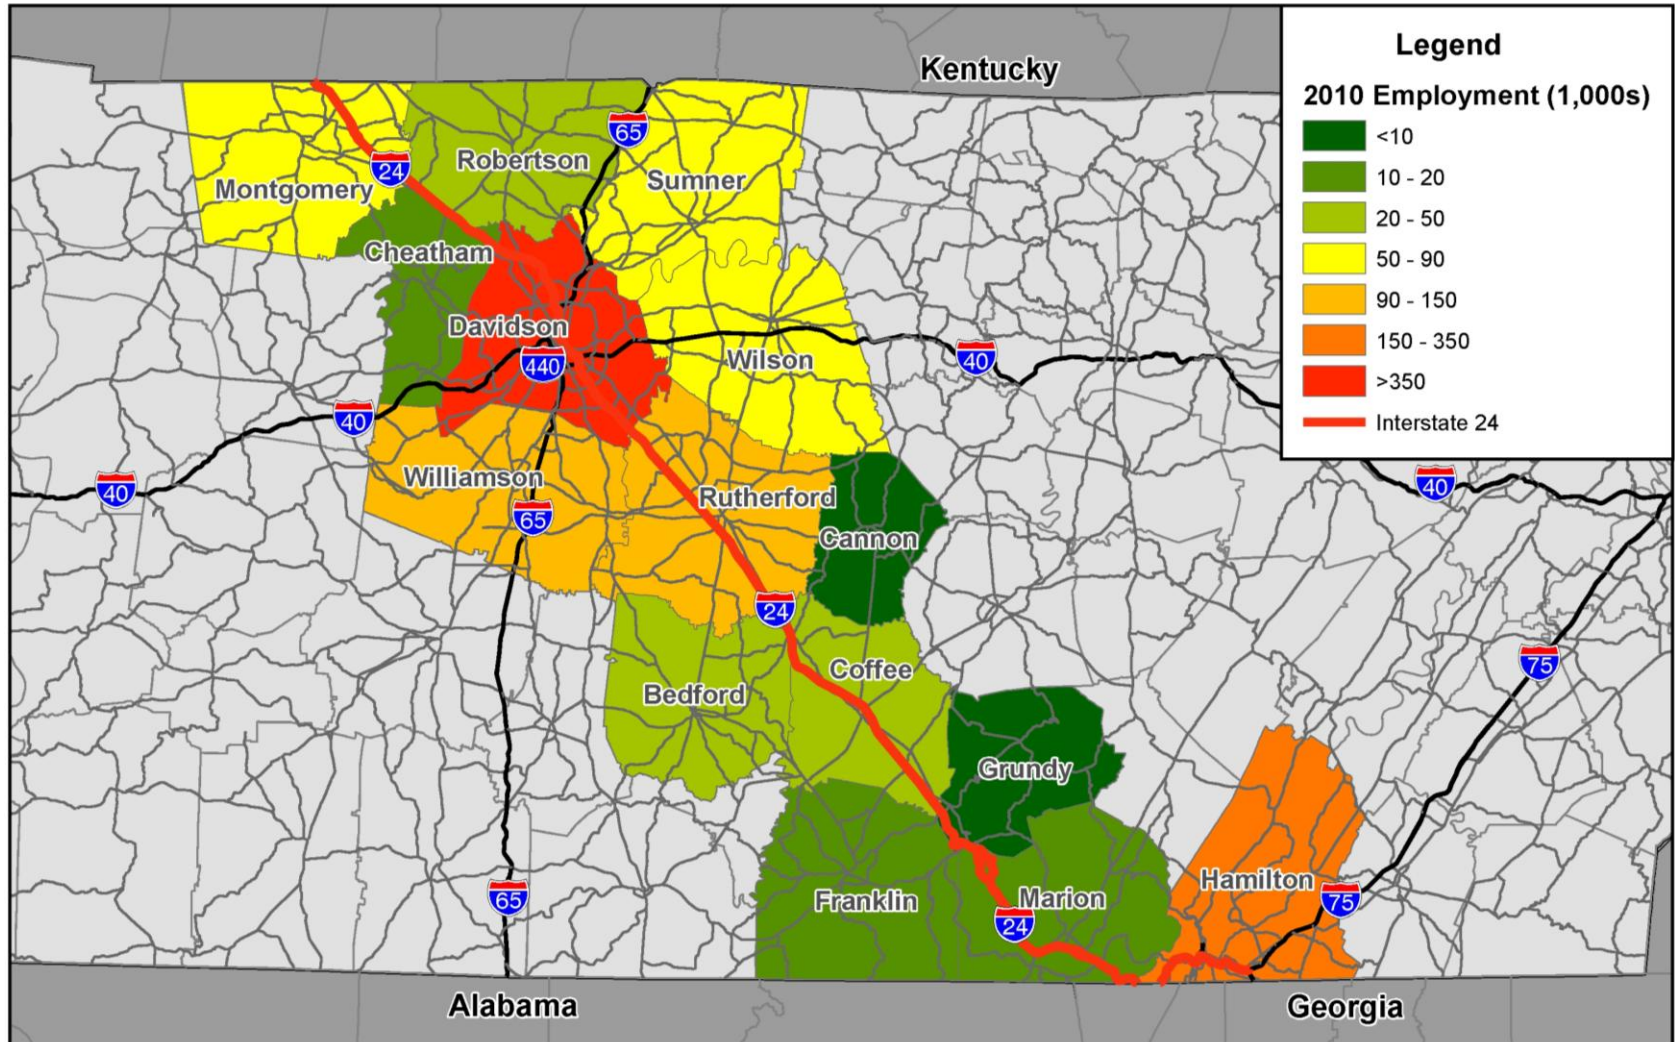 Kentucky
Legend
2010 Employment (1,000s)
<10
10 - 20
20 - 50
50 - 90
90 - 150
150 - 350
>350
Interstate 24
65
Robertson
24
Sumner
Montgomery
Cheatham
Davidson
440
Wilson
40
40
Williamson
40
40
Rutherford
65
Cannon
24
75
Coffee
Bedford
Grundy
Hamilton
65
Franklin
Marion
75
24
Alabama
Georgia